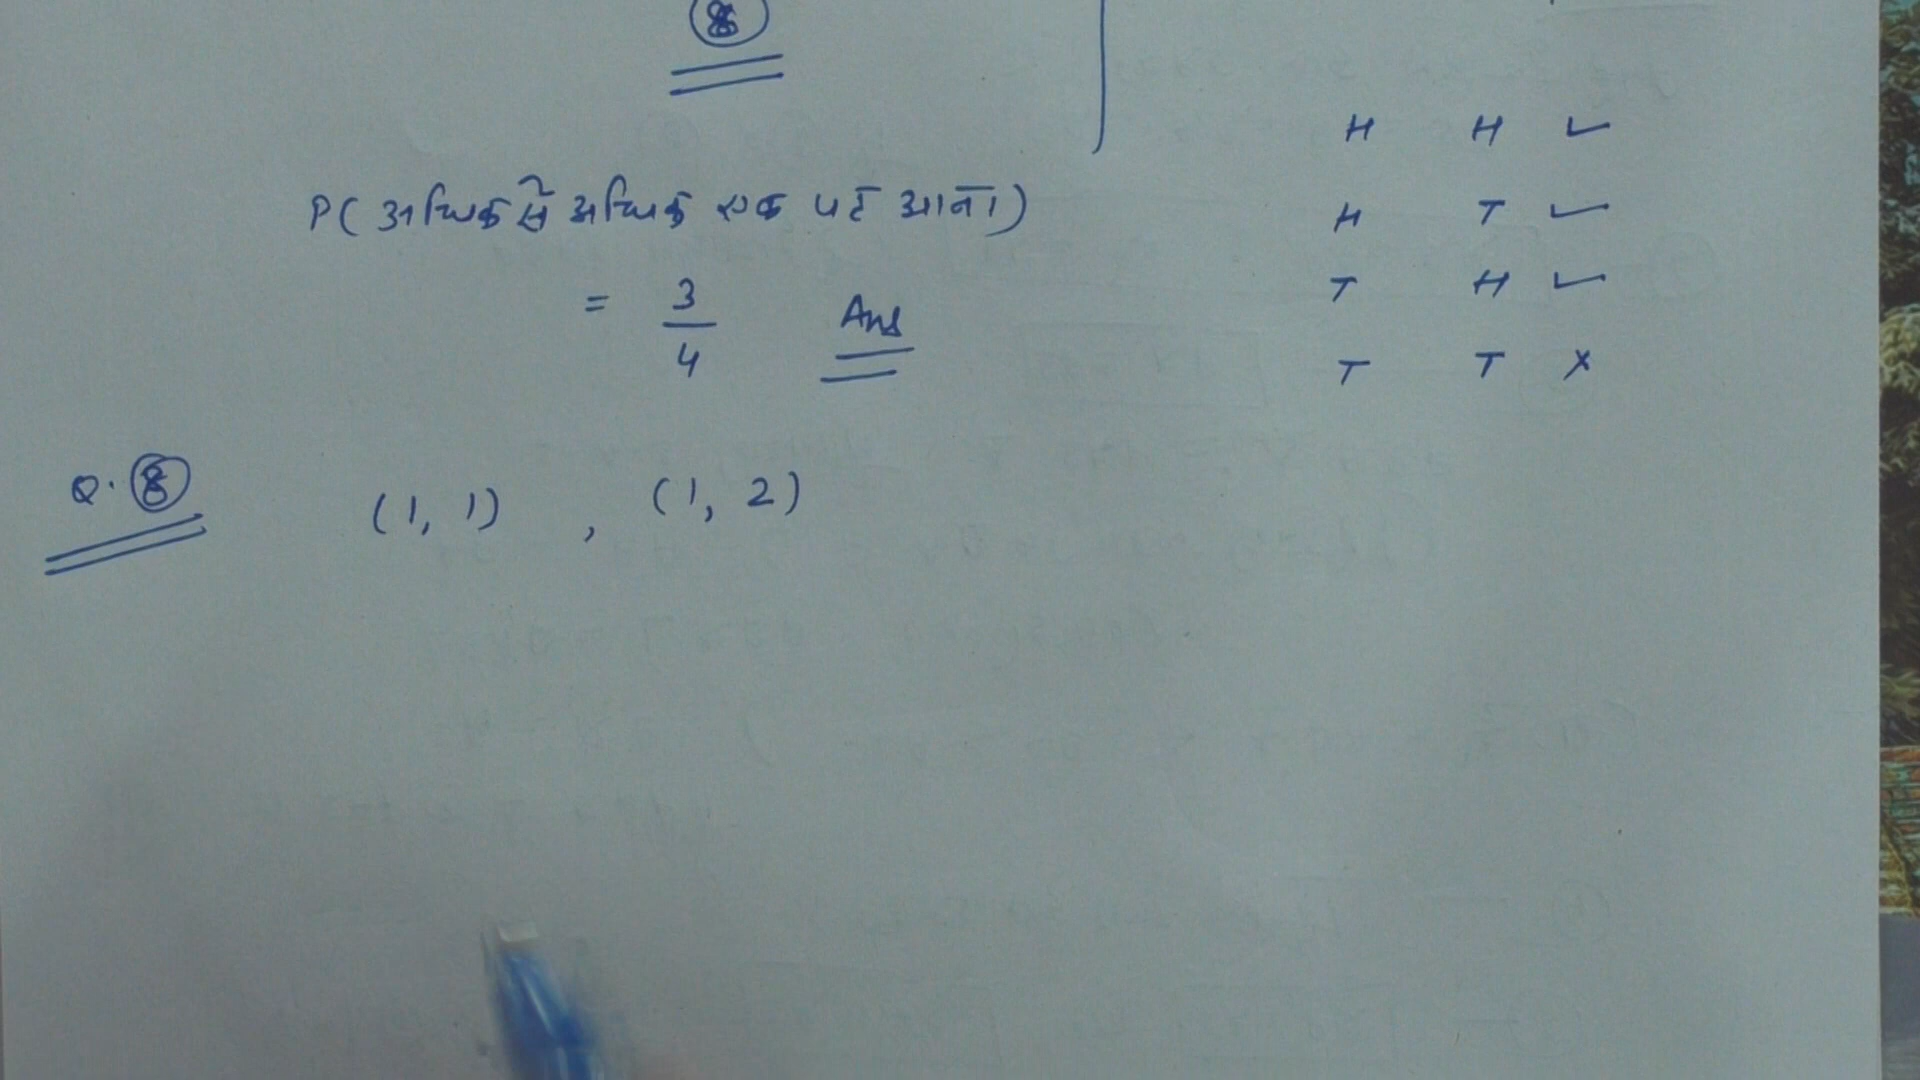 8
H H ✓
P(अधिक से अधिक एक पट आना) H T ✓
= 3/4 Ans T H ✓
T T ✗
Q. 8 (1, 1) , (1, 2)